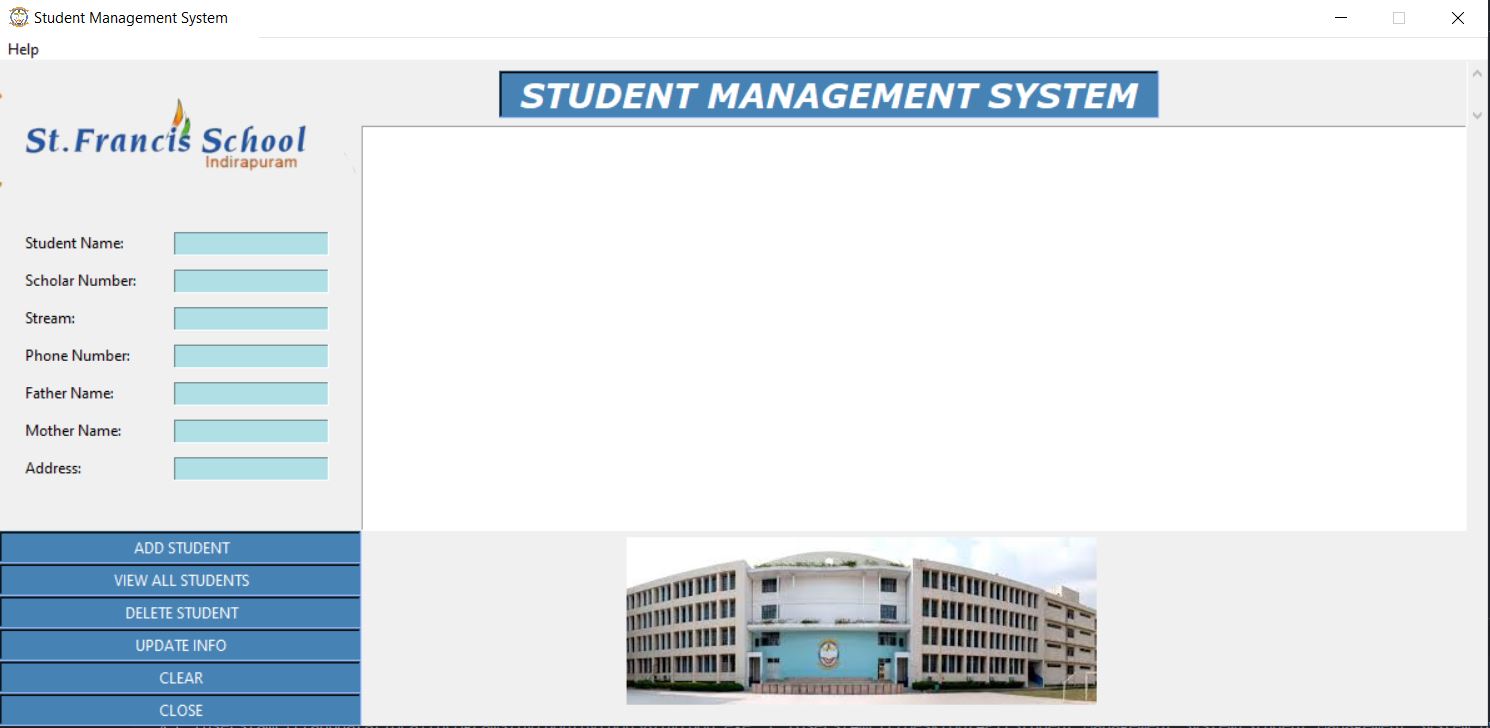 Student Management System
Help
STUDENT MANAGEMENT SYSTEM
St.Francis School
Indirapuram
Student Name:
Scholar Number:
Stream:
Phone Number:
Father Name:
Mother Name:
Address:
ADD STUDENT
VIEW ALL STUDENTS
DELETE STUDENT
UPDATE INFO
CLEAR
CLOSE